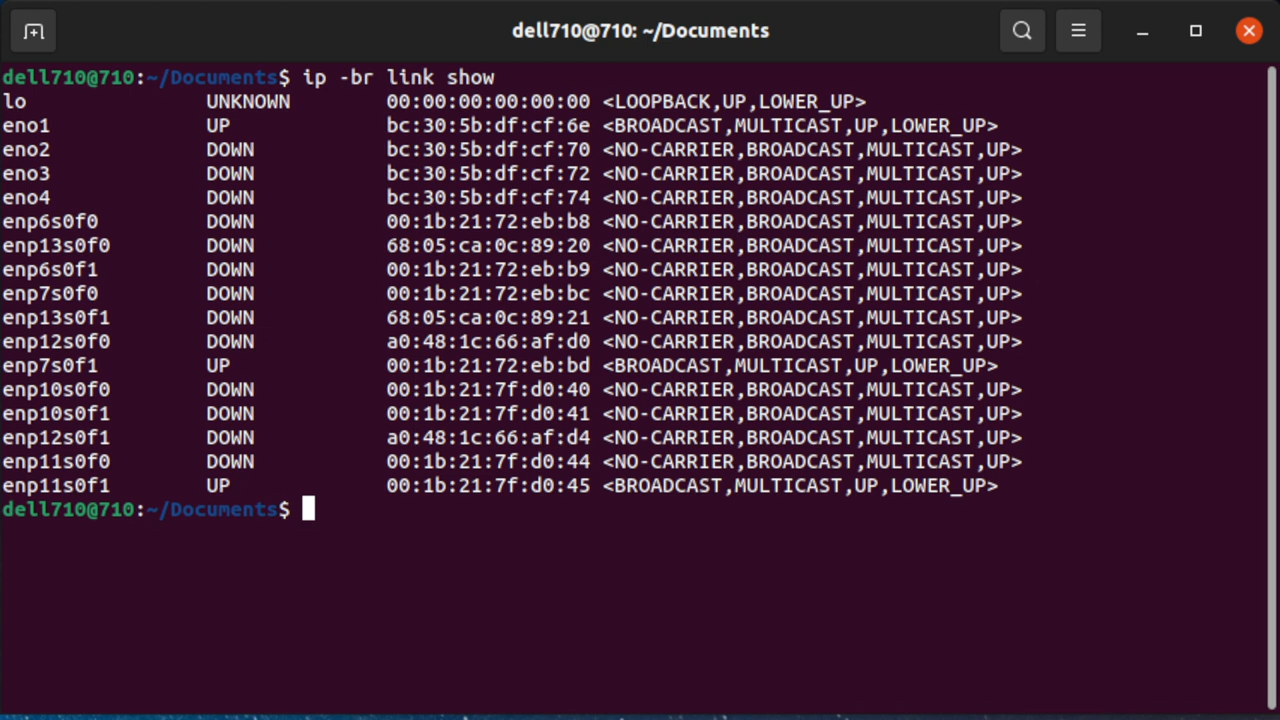 dell710@710: ~/Documents
dell710@710:~/Documents$ ip -br link show
lo UNKNOWN 00:00:00:00:00:00 <LOOPBACK,UP,LOWER_UP>
eno1 UP bc:30:5b:df:cf:6e <BROADCAST,MULTICAST,UP,LOWER_UP>
eno2 DOWN bc:30:5b:df:cf:70 <NO-CARRIER,BROADCAST,MULTICAST,UP>
eno3 DOWN bc:30:5b:df:cf:72 <NO-CARRIER,BROADCAST,MULTICAST,UP>
eno4 DOWN bc:30:5b:df:cf:74 <NO-CARRIER,BROADCAST,MULTICAST,UP>
enp6s0f0 DOWN 00:1b:21:72:eb:b8 <NO-CARRIER,BROADCAST,MULTICAST,UP>
enp13s0f0 DOWN 68:05:ca:0c:89:20 <NO-CARRIER,BROADCAST,MULTICAST,UP>
enp6s0f1 DOWN 00:1b:21:72:eb:b9 <NO-CARRIER,BROADCAST,MULTICAST,UP>
enp7s0f0 DOWN 00:1b:21:72:eb:bc <NO-CARRIER,BROADCAST,MULTICAST,UP>
enp13s0f1 DOWN 68:05:ca:0c:89:21 <NO-CARRIER,BROADCAST,MULTICAST,UP>
enp12s0f0 DOWN a0:48:1c:66:af:d0 <NO-CARRIER,BROADCAST,MULTICAST,UP>
enp7s0f1 UP 00:1b:21:72:eb:bd <BROADCAST,MULTICAST,UP,LOWER_UP>
enp10s0f0 DOWN 00:1b:21:7f:d0:40 <NO-CARRIER,BROADCAST,MULTICAST,UP>
enp10s0f1 DOWN 00:1b:21:7f:d0:41 <NO-CARRIER,BROADCAST,MULTICAST,UP>
enp12s0f1 DOWN a0:48:1c:66:af:d4 <NO-CARRIER,BROADCAST,MULTICAST,UP>
enp11s0f0 DOWN 00:1b:21:7f:d0:44 <NO-CARRIER,BROADCAST,MULTICAST,UP>
enp11s0f1 UP 00:1b:21:7f:d0:45 <BROADCAST,MULTICAST,UP,LOWER_UP>
dell710@710:~/Documents$